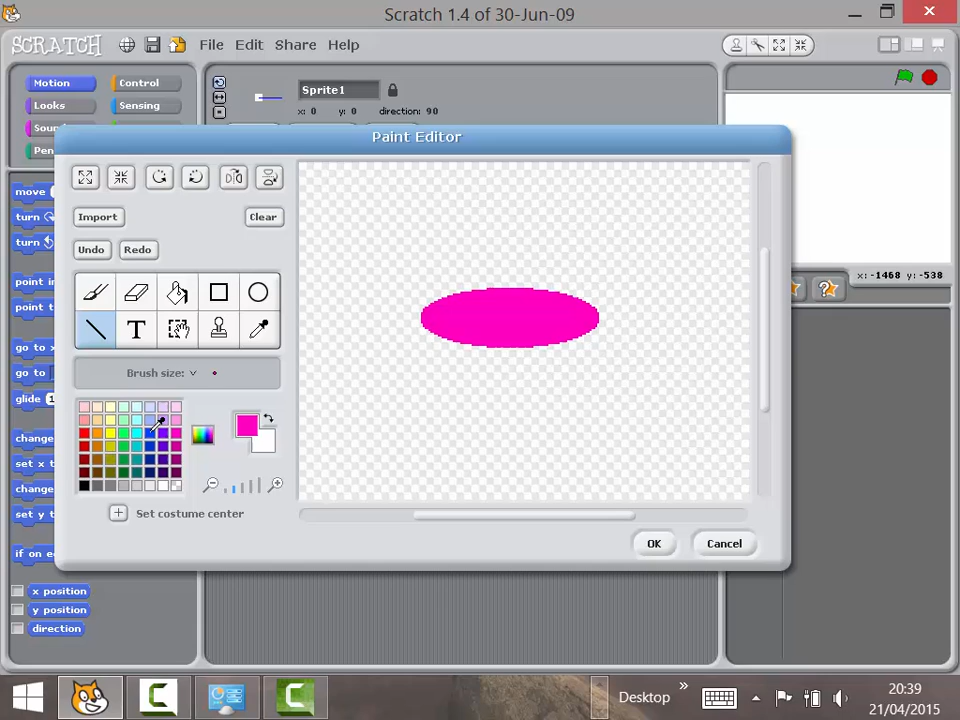 Scratch 1.4 of 30-Jun-09
SCRATCH File Edit Share Help
Motion Control
Looks Sensing
Sprite1
x: 0 y: 0 direction: 90
Pen
Paint Editor
Import Clear
Undo Redo
T
Brush size:
Set costume center
OK Cancel
move
turn
turn
point
go to
go to
glide 1
change
set x
change
set y
if on
x position
y position
direction
x: -1468 y: -538
Desktop
20:39
21/04/2015